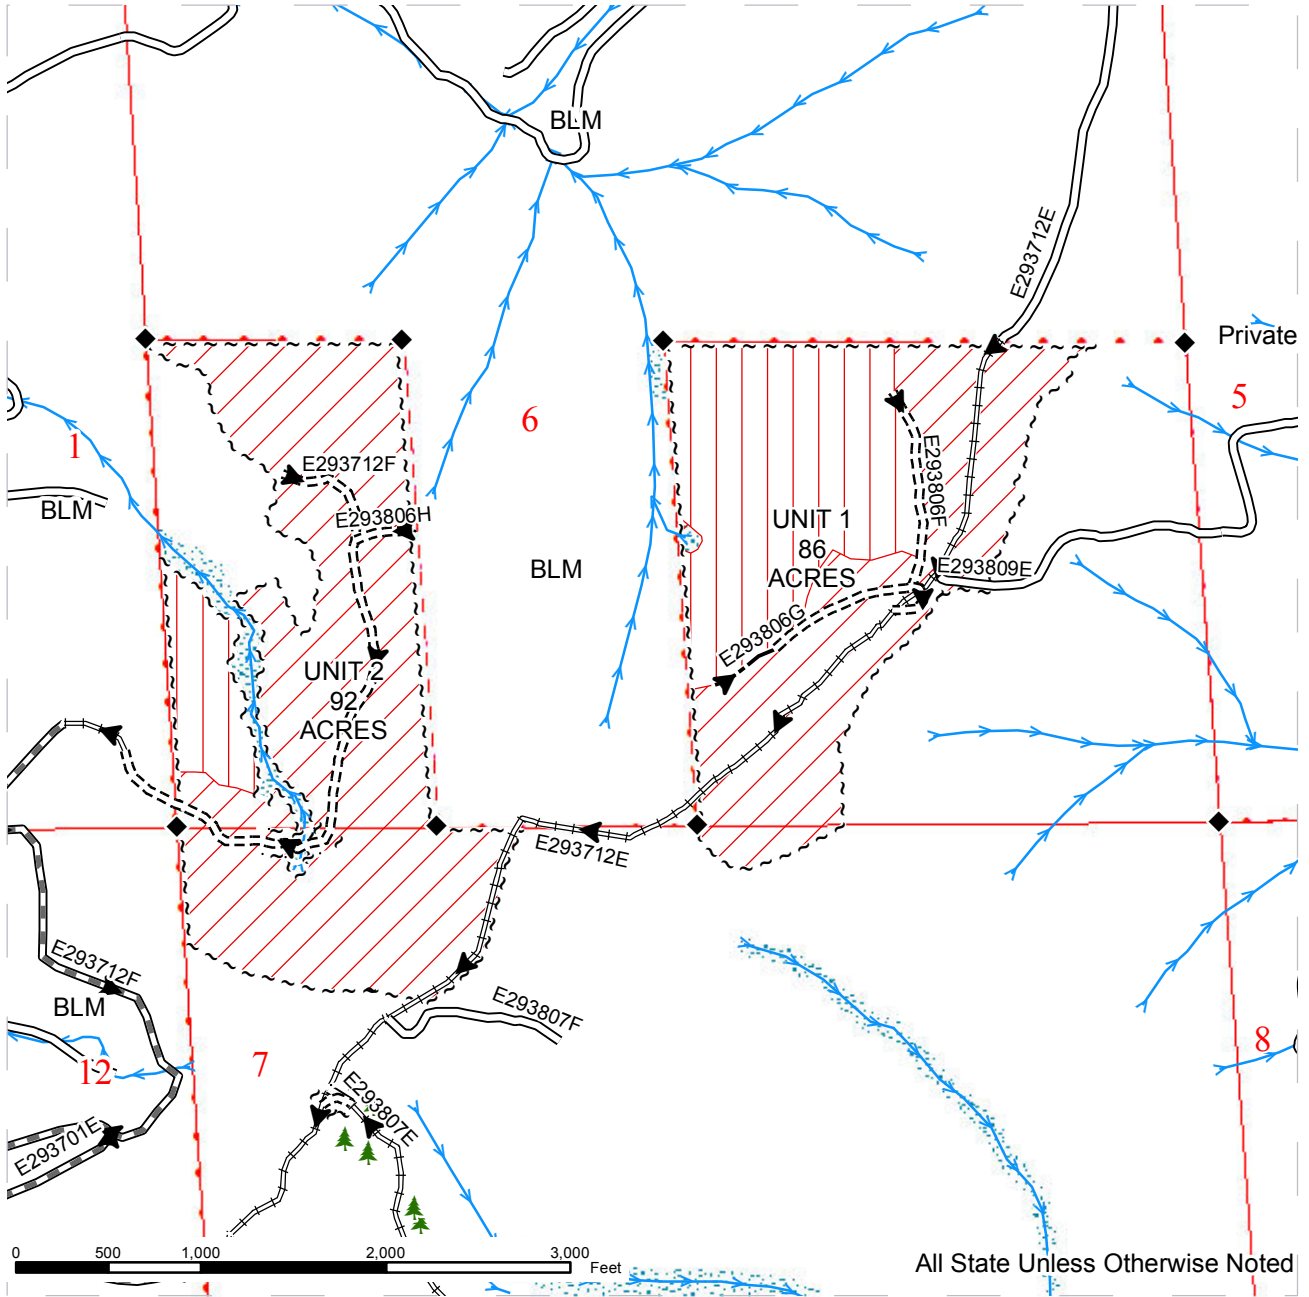 BLM
E293712E
Private
5
6
1
E293712F
BLM
E293806H
E293806F
UNIT 1
86
ACRES
BLM
E293809E
E293806G
UNIT 2
92
ACRES
E293712E
E293712F
BLM
E293807F
8
7
12
E293807E
E293701E
0 500 1,000 2,000 3,000
Feet
All State Unless Otherwise Noted